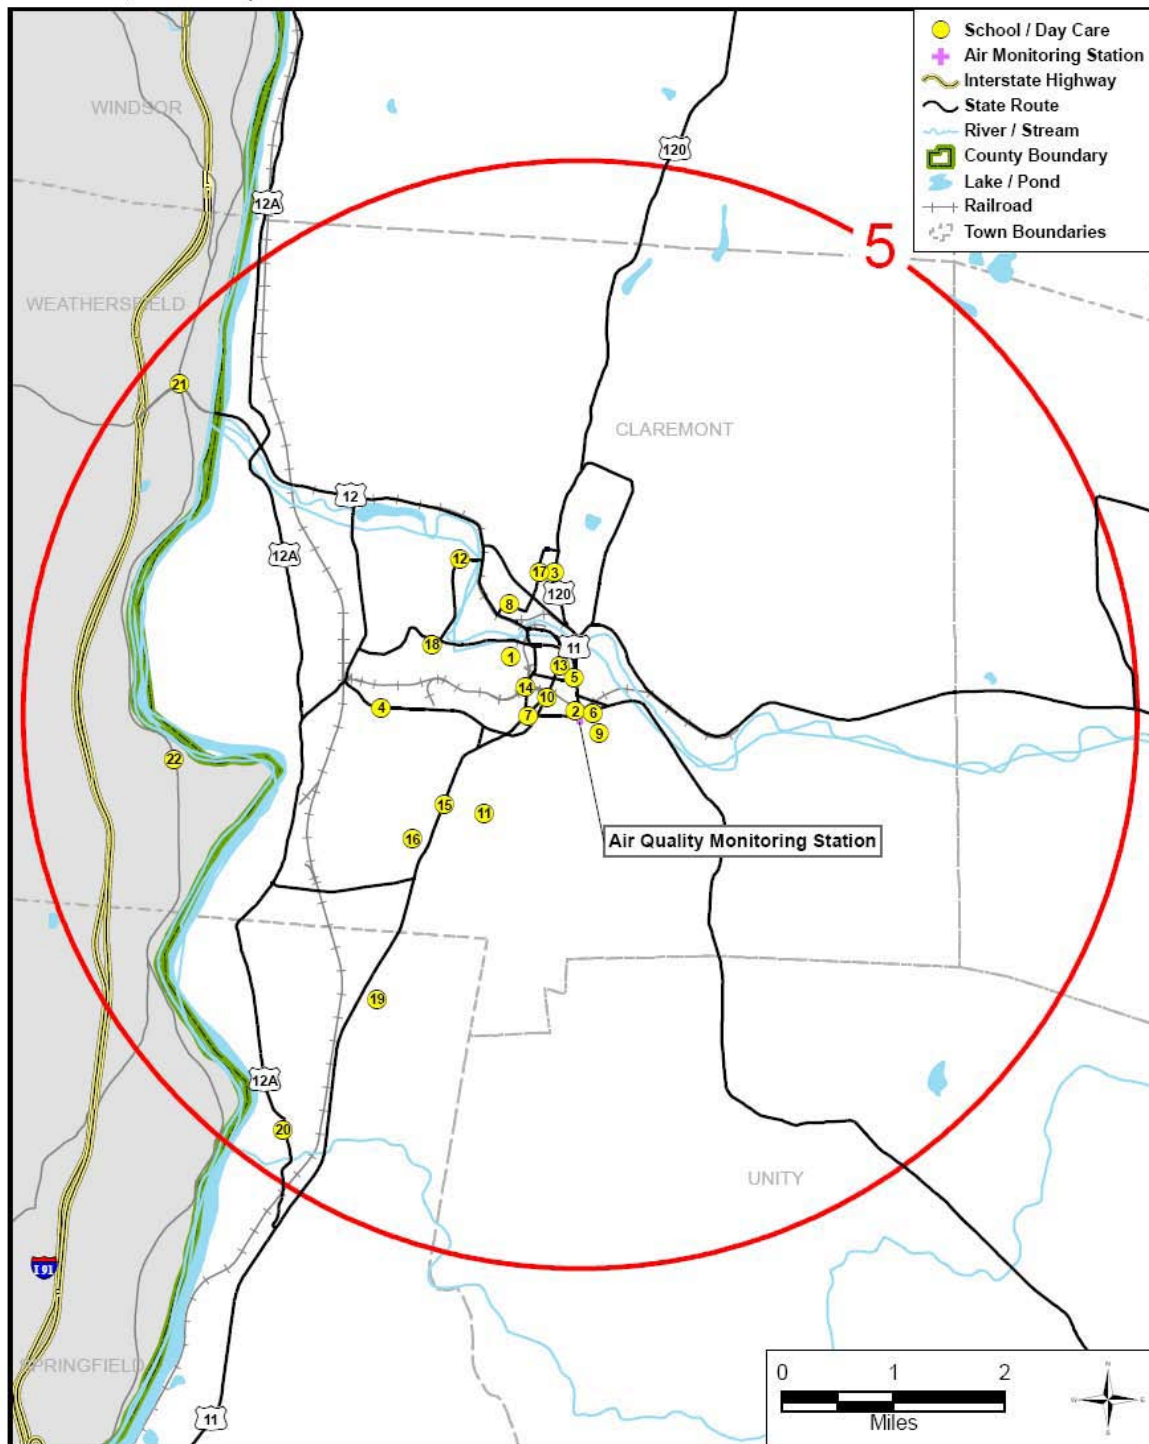 School / Day Care
Air Monitoring Station
Interstate Highway
State Route
River / Stream
County Boundary
Lake / Pond
Railroad
Town Boundaries
WINDSOR
120
12A
5
WEATHERSFIELD
21
CLAREMONT
12
12A
12
17
3
120
8
18
11
1
13
5
14
10
4
7
2
6
9
22
15
11
16
Air Quality Monitoring Station
19
12A
20
UNITY
I 91
SPRINGFIELD
11
0 1 2
Miles
N
W E
S